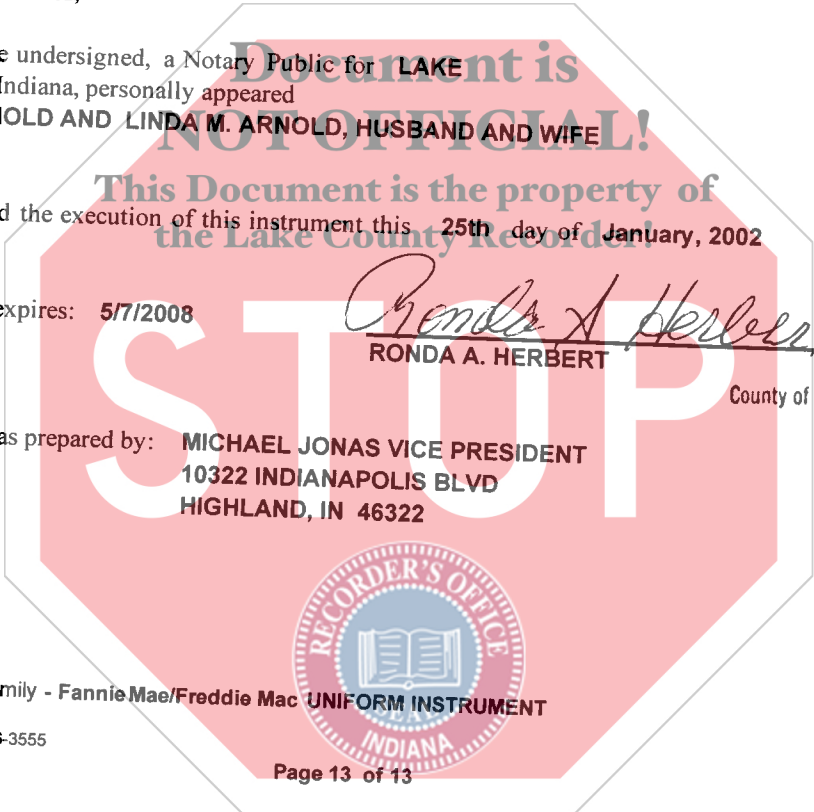 e undersigned, a Notary Public for LAKE
Indiana, personally appeared
NOLD AND LINDA M. ARNOLD, HUSBAND AND WIFE
Document is
NOT OFFICIAL!
This Document is the property of
the Lake County Recorder!
d the execution of this instrument this 25th day of January, 2002
expires: 5/7/2008
Ronda A Herbert
RONDA A. HERBERT
County of
STOP
as prepared by: MICHAEL JONAS VICE PRESIDENT
10322 INDIANAPOLIS BLVD
HIGHLAND, IN 46322
RECORDER'S OFFICE
SEAL
INDIANA
mily - Fannie Mae/Freddie Mac UNIFORM INSTRUMENT
-3555
Page 13 of 13